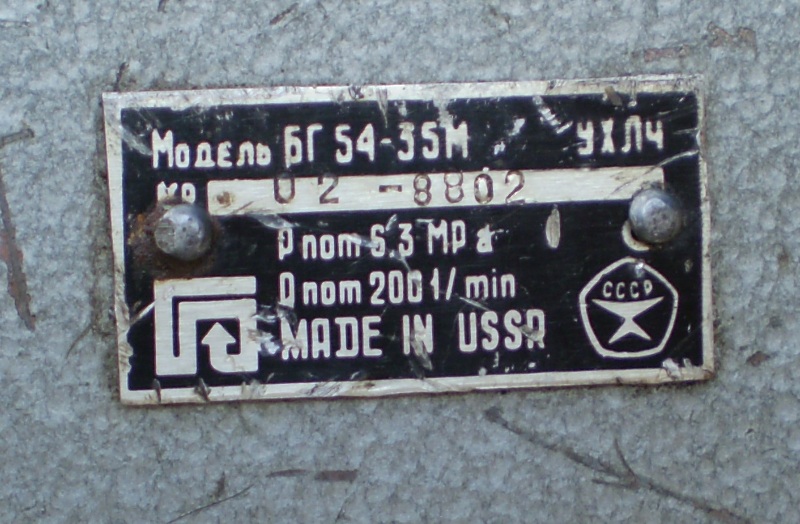 Модель БГ 54-35М УХЛ4
№ 02-8802
P nom 6.3 MPa
Q nom 200 l/min
MADE IN USSR
СССР